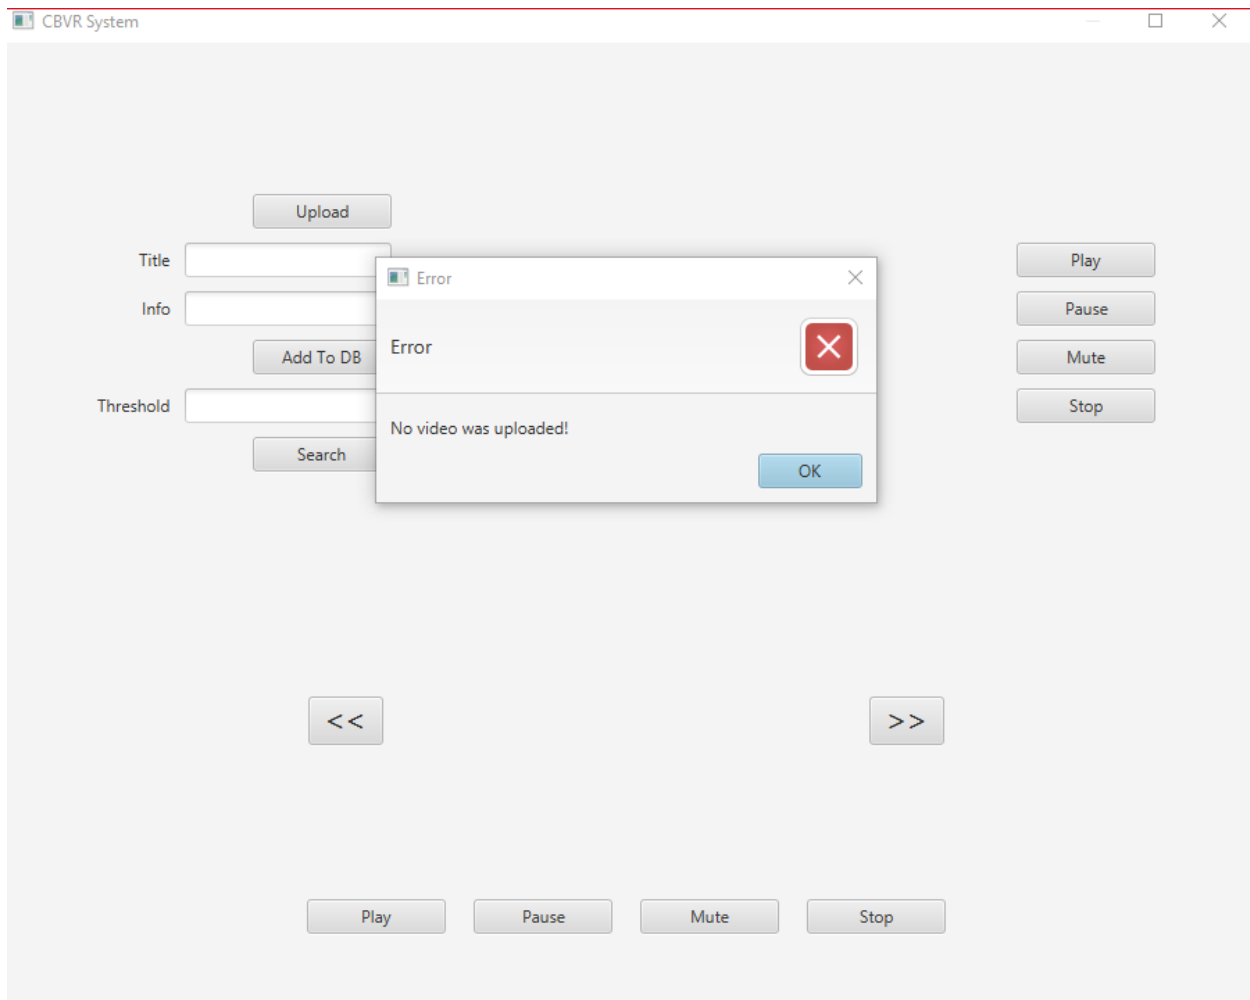 CBVR System
Upload
Title
Info
Add To DB
Threshold
Search
Error
Error
No video was uploaded!
OK
Play
Pause
Mute
Stop
<<
>>
Play Pause Mute Stop